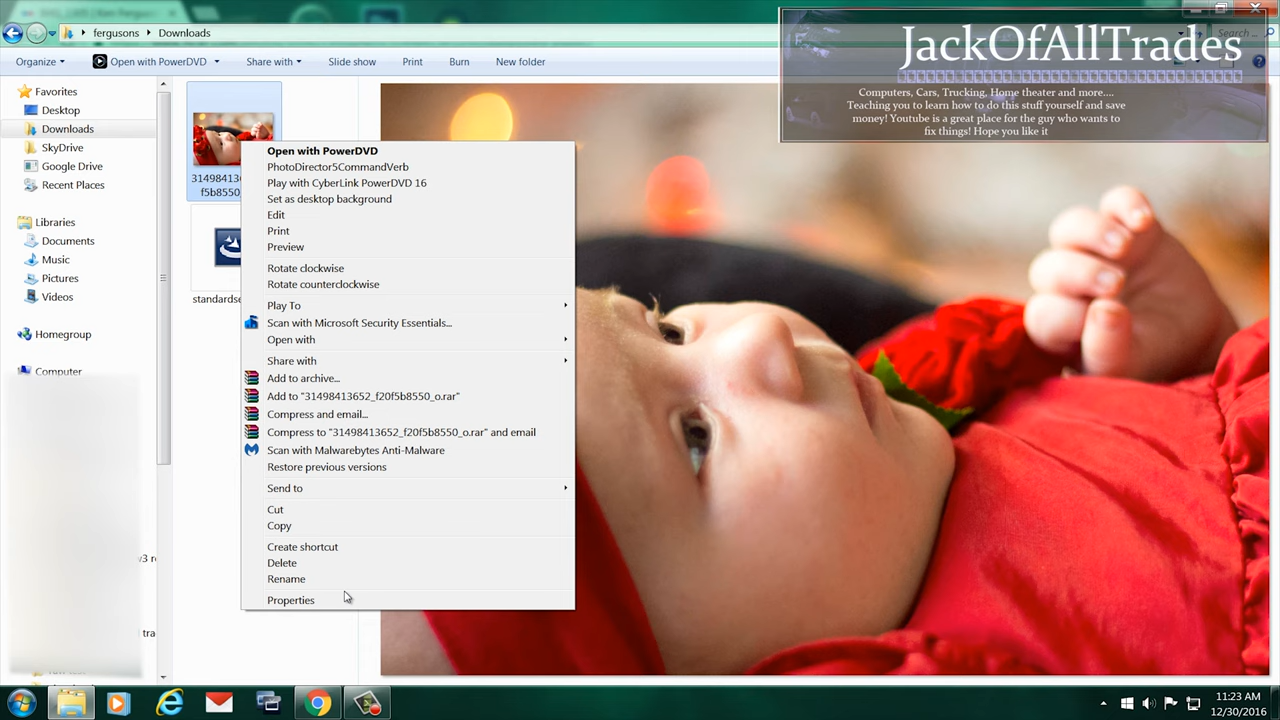 fergusons
Downloads
Search ...
Organize
Open with PowerDVD
Share with
Slide show
Print
Burn
New folder
JackOfAllTrades
Computers, Cars, Trucking, Home theater and more....
Teaching you to learn how to do this stuff yourself and save
money! Youtube is a great place for the guy who wants to
fix things! Hope you like it
Favorites
Desktop
Downloads
SkyDrive
Google Drive
Recent Places
Libraries
Documents
Music
Pictures
Videos
Homegroup
Computer
Open with PowerDVD
PhotoDirector5CommandVerb
Play with CyberLink PowerDVD 16
Set as desktop background
Edit
Print
Preview
Rotate clockwise
Rotate counterclockwise
Play To
Scan with Microsoft Security Essentials...
Open with
Share with
Add to archive...
Add to "31498413652_f20f5b8550_o.rar"
Compress and email...
Compress to "31498413652_f20f5b8550_o.rar" and email
Scan with Malwarebytes Anti-Malware
Restore previous versions
Send to
Cut
Copy
Create shortcut
Delete
Rename
Properties
11:23 AM
12/30/2016